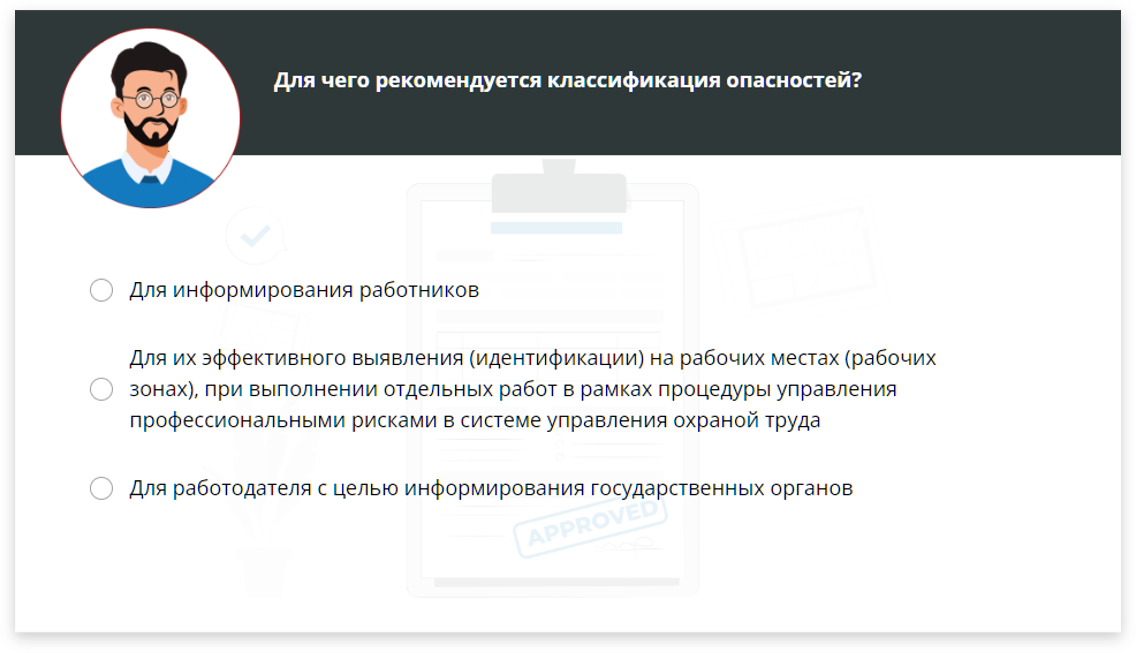 Для чего рекомендуется классификация опасностей?
Для информирования работников
Для их эффективного выявления (идентификации) на рабочих местах (рабочих
зонах), при выполнении отдельных работ в рамках процедуры управления
профессиональными рисками в системе управления охраной труда
Для работодателя с целью информирования государственных органов
APPROVED